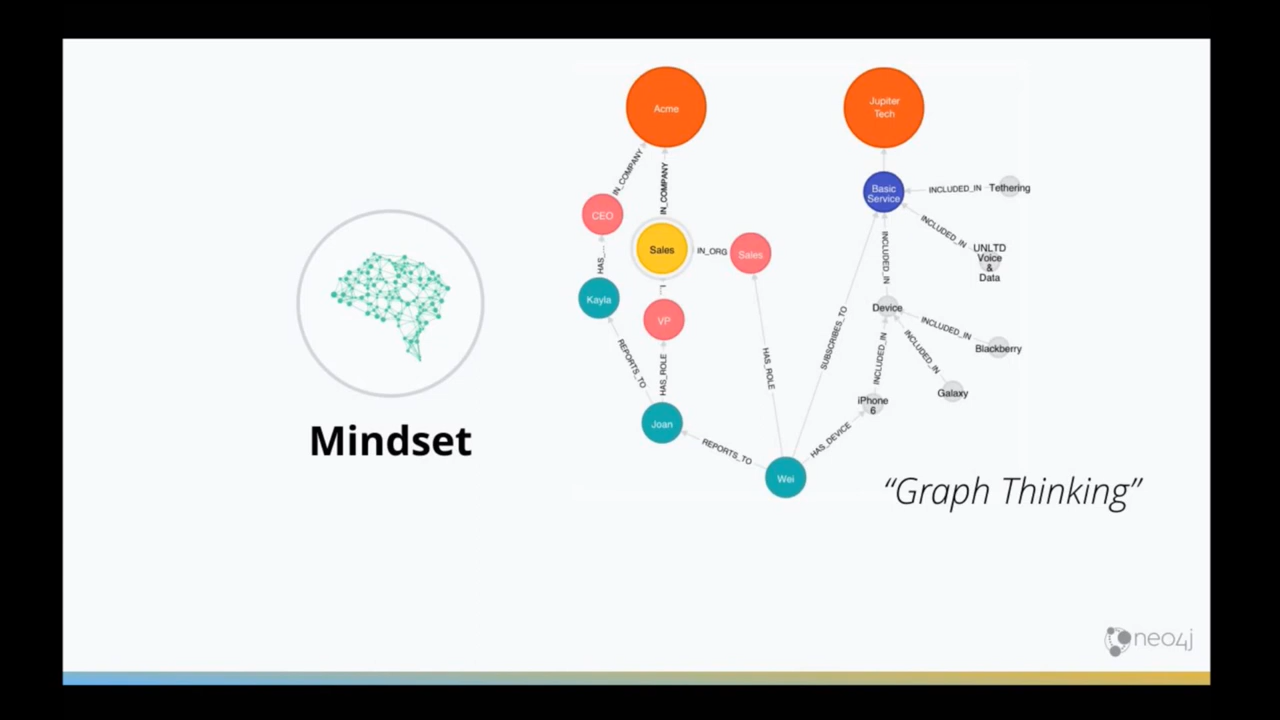 Acme
Jupiter
Tech
IN_COMPANY
IN_COMPANY
Basic
Service
INCLUDED_IN
Tethering
CEO
Sales
IN_ORG
Sales
INCLUDED_IN
UNLTD
Voice
&
Data
INCLUDED_IN
HAS_...
I...
Kayla
VP
Device
INCLUDED_IN
Blackberry
SUBSCRIBES_TO
REPORTS_TO
HAS_ROLE
HAS_ROLE
INCLUDED_IN
INCLUDED_IN
Galaxy
iPhone
6
Joan
REPORTS_TO
HAS_DEVICE
Wei
Mindset
“Graph Thinking”
neo4j